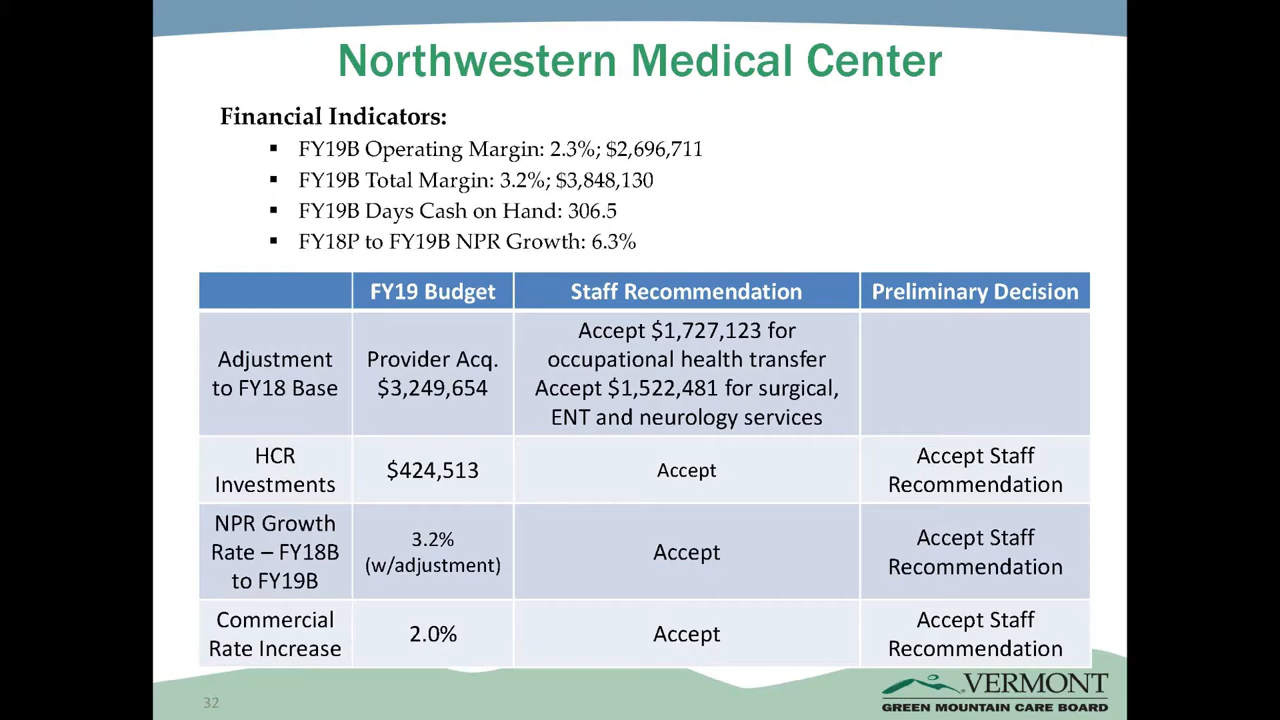 Northwestern Medical Center
Financial Indicators:
▪ FY19B Operating Margin: 2.3%; $2,696,711
▪ FY19B Total Margin: 3.2%; $3,848,130
▪ FY19B Days Cash on Hand: 306.5
▪ FY18P to FY19B NPR Growth: 6.3%
FY19 Budget
Staff Recommendation
Preliminary Decision
Adjustment
to FY18 Base
Provider Acq.
$3,249,654
Accept $1,727,123 for
occupational health transfer
Accept $1,522,481 for surgical,
ENT and neurology services
HCR
Investments
$424,513
Accept
Accept Staff
Recommendation
NPR Growth
Rate – FY18B
to FY19B
3.2%
(w/adjustment)
Accept
Accept Staff
Recommendation
Commercial
Rate Increase
2.0%
Accept
Accept Staff
Recommendation
32
VERMONT
GREEN MOUNTAIN CARE BOARD